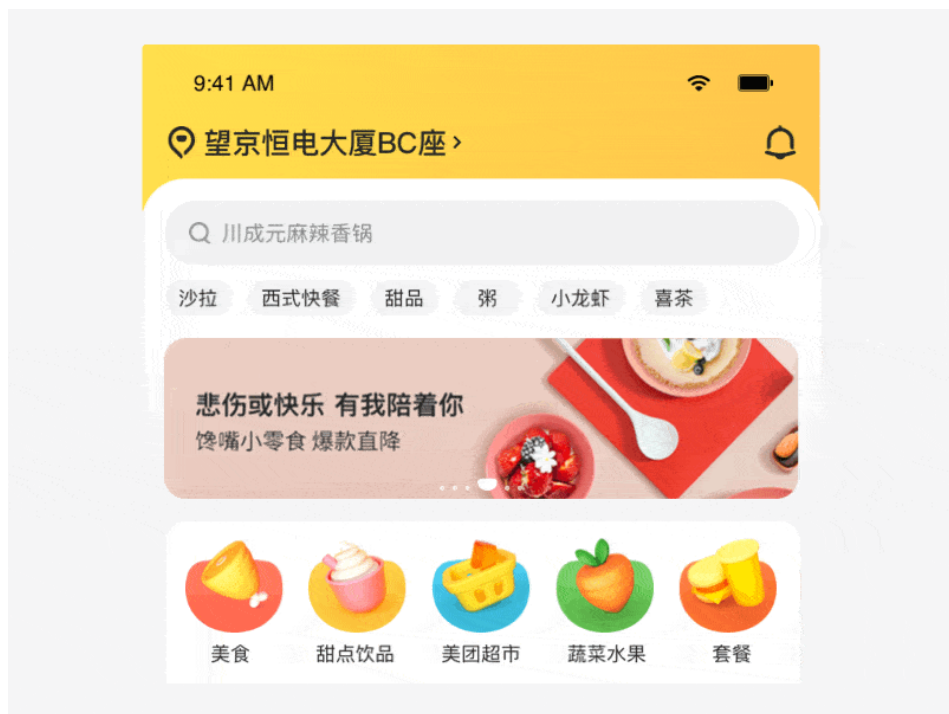 9:41 AM
望京恒电大厦BC座
川成元麻辣香锅
沙拉 西式快餐 甜品 粥 小龙虾 喜茶
悲伤或快乐 有我陪着你
馋嘴小零食 爆款直降
美食 甜点饮品 美团超市 蔬菜水果 套餐